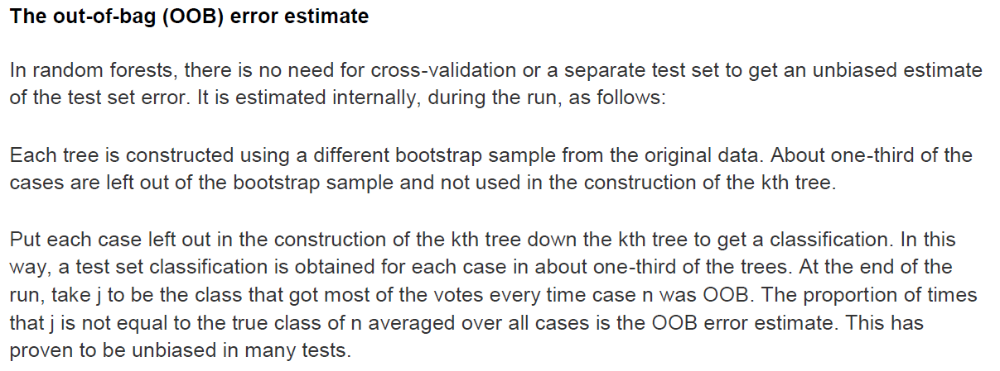 The out-of-bag (OOB) error estimate
In random forests, there is no need for cross-validation or a separate test set to get an unbiased estimate
of the test set error. It is estimated internally, during the run, as follows:
Each tree is constructed using a different bootstrap sample from the original data. About one-third of the
cases are left out of the bootstrap sample and not used in the construction of the kth tree.
Put each case left out in the construction of the kth tree down the kth tree to get a classification. In this
way, a test set classification is obtained for each case in about one-third of the trees. At the end of the
run, take j to be the class that got most of the votes every time case n was OOB. The proportion of times
that j is not equal to the true class of n averaged over all cases is the OOB error estimate. This has
proven to be unbiased in many tests.